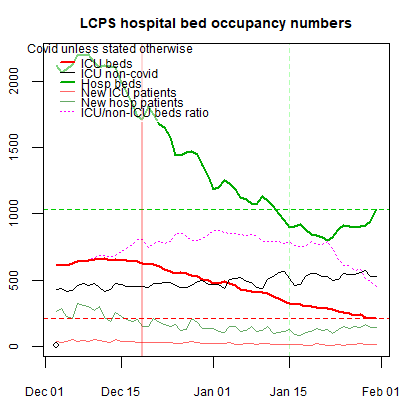 LCPS hospital bed occupancy numbers
Covid unless stated otherwise
ICU beds
ICU non-covid
Hosp beds
New ICU patients
New hosp patients
ICU/non-ICU beds ratio
2000
1500
1000
500
0
Dec 01 Dec 15 Jan 01 Jan 15 Feb 01